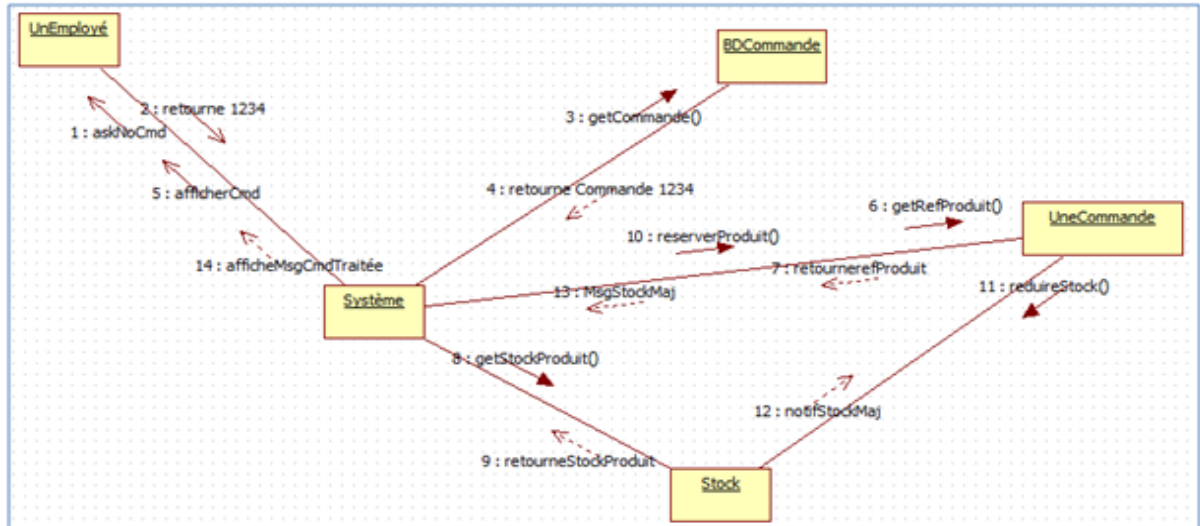 UnEmployé
BDCommande
2 : retourne 1234
3 : getCommande()
1 : askNoCmd
5 : afficherCmd
4 : retourne Commande 1234
6 : getRefProduit()
UneCommande
10 : reserverProduit()
14 : afficheMsgCmdTraitée
7 : retournerefProduit
11 : reduireStock()
Système
13 : MsgStockMaj
8 : getStockProduit()
12 : notifStockMaj
9 : retourneStockProduit
Stock